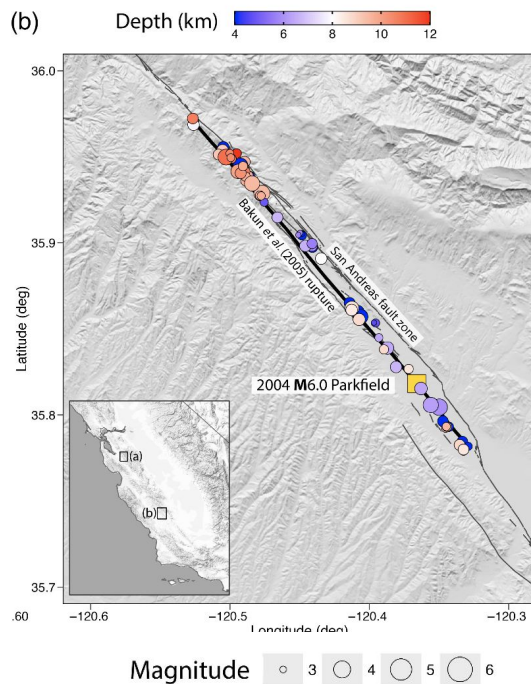 (b)
Depth (km)
4 6 8 10 12
36.0
35.9
35.8
35.7
Latitude (deg)
Bakun et al. (2005) rupture
San Andreas fault zone
2004 M6.0 Parkfield
(a)
(b)
.60 −120.6 −120.5 −120.4 −120.3
Longitude (deg)
Magnitude 3 4 5 6